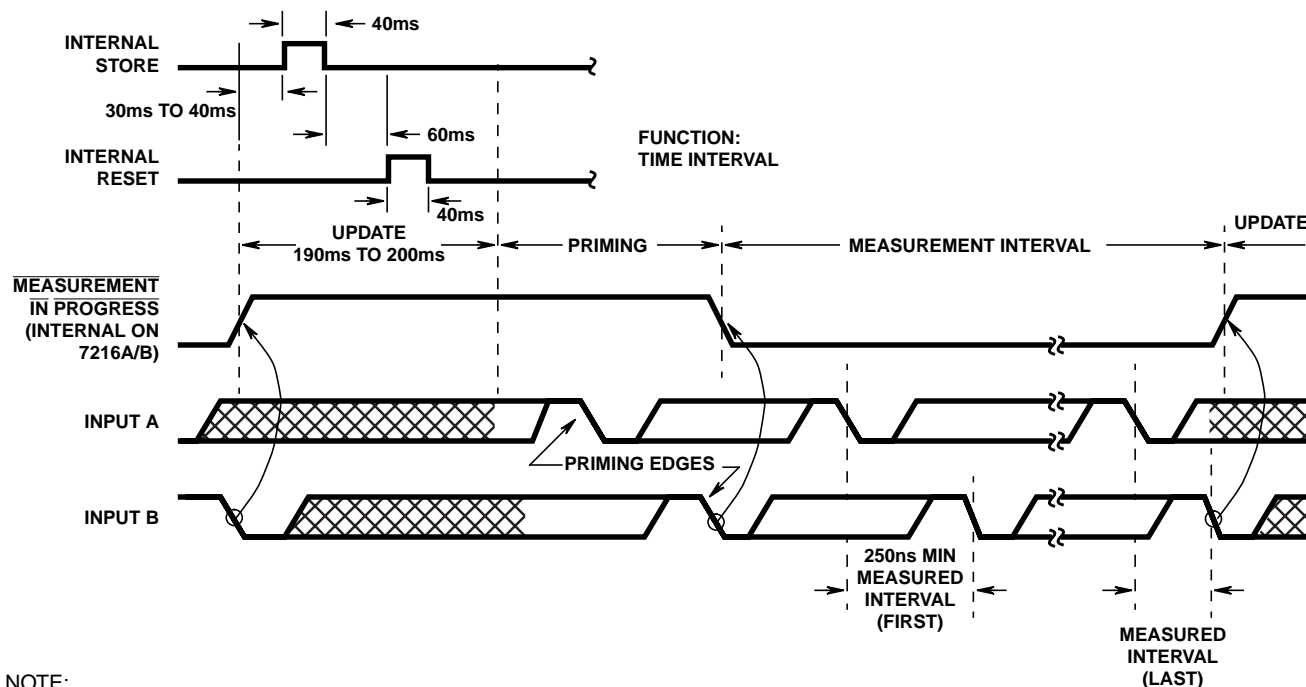 40ms
INTERNAL
STORE
30ms TO 40ms
60ms
FUNCTION:
TIME INTERVAL
INTERNAL
RESET
40ms
UPDATE
190ms TO 200ms
PRIMING
MEASUREMENT INTERVAL
UPDATE
MEASUREMENT
IN PROGRESS
(INTERNAL ON
7216A/B)
INPUT A
PRIMING EDGES
INPUT B
250ns MIN
MEASURED
INTERVAL
(FIRST)
MEASURED
INTERVAL
(LAST)
NOTE: